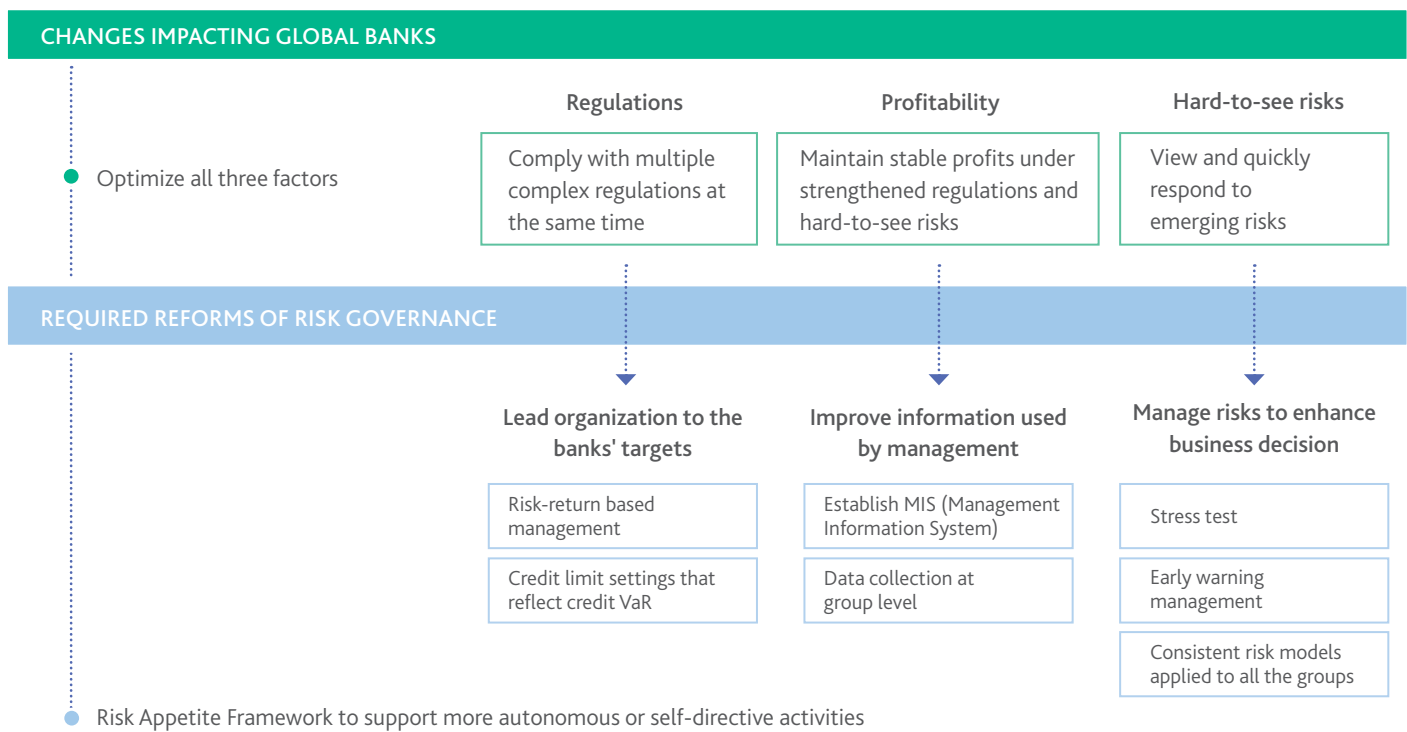 CHANGES IMPACTING GLOBAL BANKS
Optimize all three factors
Regulations
Comply with multiple
complex regulations at
the same time
Profitability
Maintain stable profits under
strengthened regulations and
hard-to-see risks
Hard-to-see risks
View and quickly
respond to
emerging risks
REQUIRED REFORMS OF RISK GOVERNANCE
Lead organization to the
banks' targets
Risk-return based
management
Credit limit settings that
reflect credit VaR
Improve information used
by management
Establish MIS (Management
Information System)
Data collection at
group level
Manage risks to enhance
business decision
Stress test
Early warning
management
Consistent risk models
applied to all the groups
Risk Appetite Framework to support more autonomous or self-directive activities